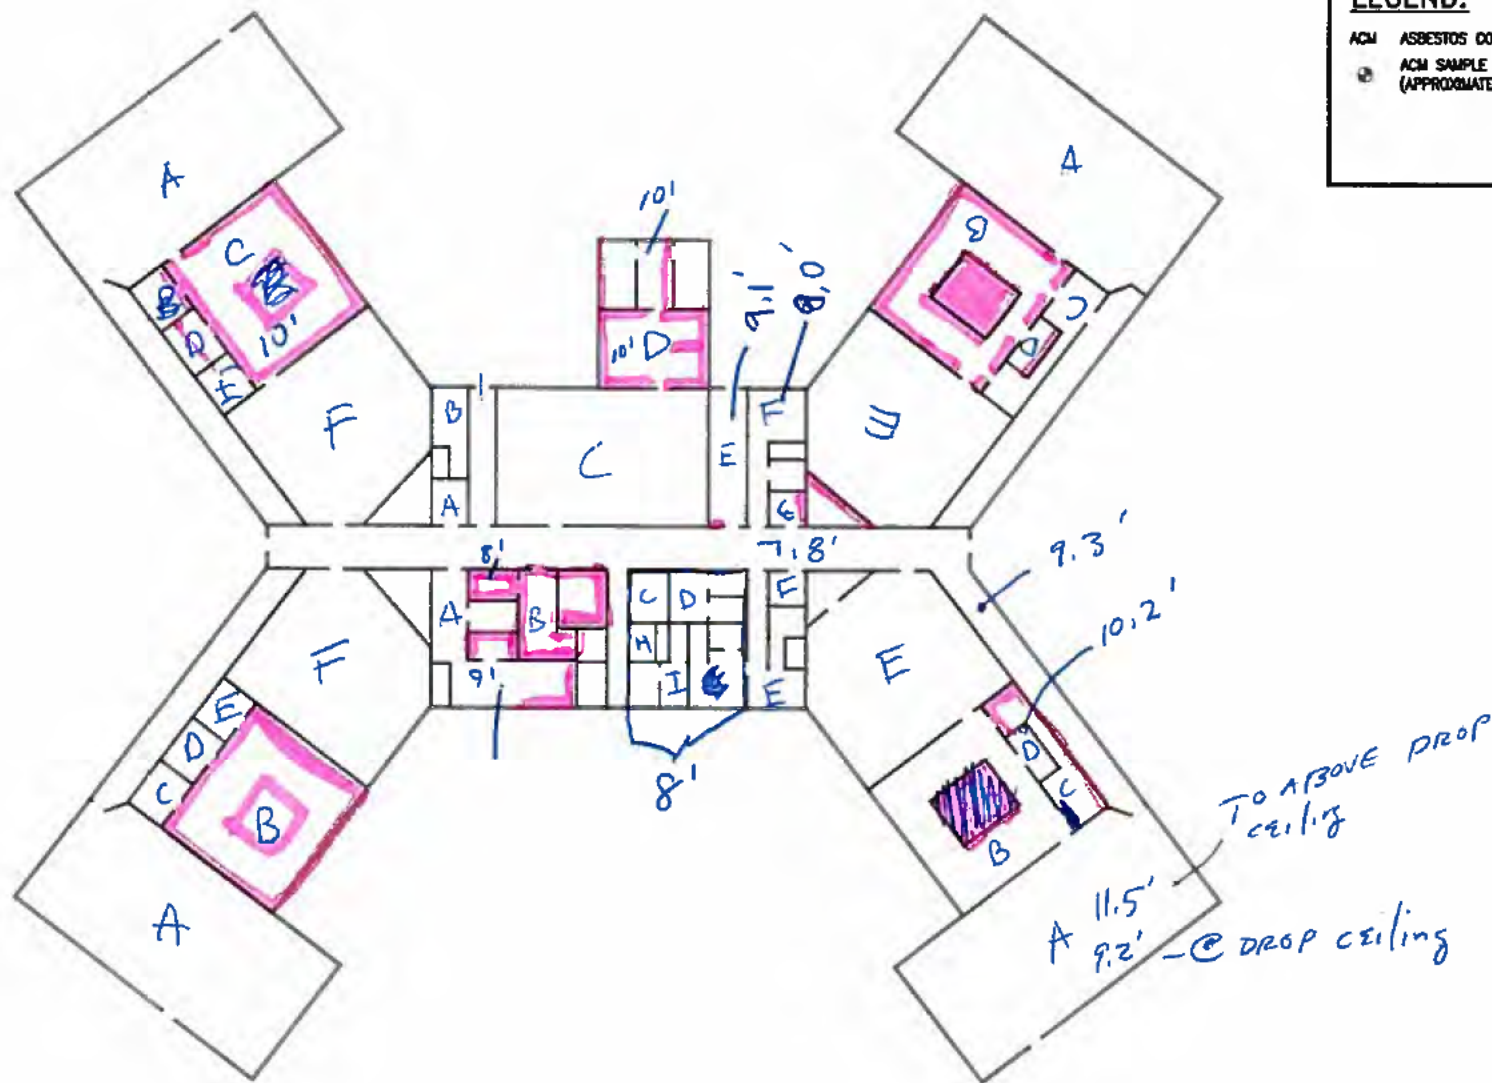 LEGEND:
ACM ASBESTOS CO
ACM SAMPLE
(APPROXIMATE
A
A
10'
C
B
B
10'
D
9.1'
8.0'
C
D
D
10'
E
10' D
F
B
C
E
F
E
A
E
8'
7.8'
9.3'
A
B
C
D
E
10.2'
F
H
E
9'
I
E
E
D
D
C
C
8'
TO ABOVE DROP
ceiling
B
B
A
A 11.5'
9.2' - @ DROP ceiling